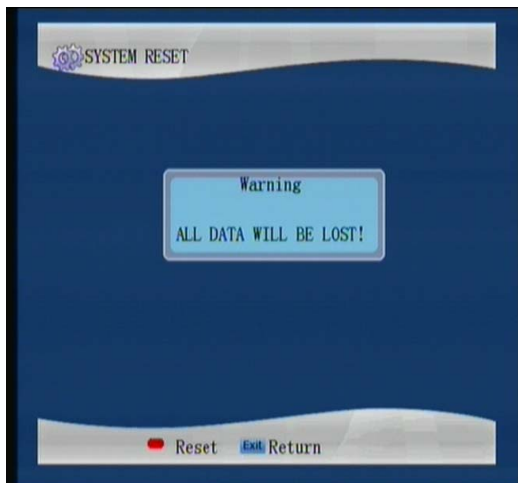 SYSTEM RESET
Warning
ALL DATA WILL BE LOST!
Reset Exit Return